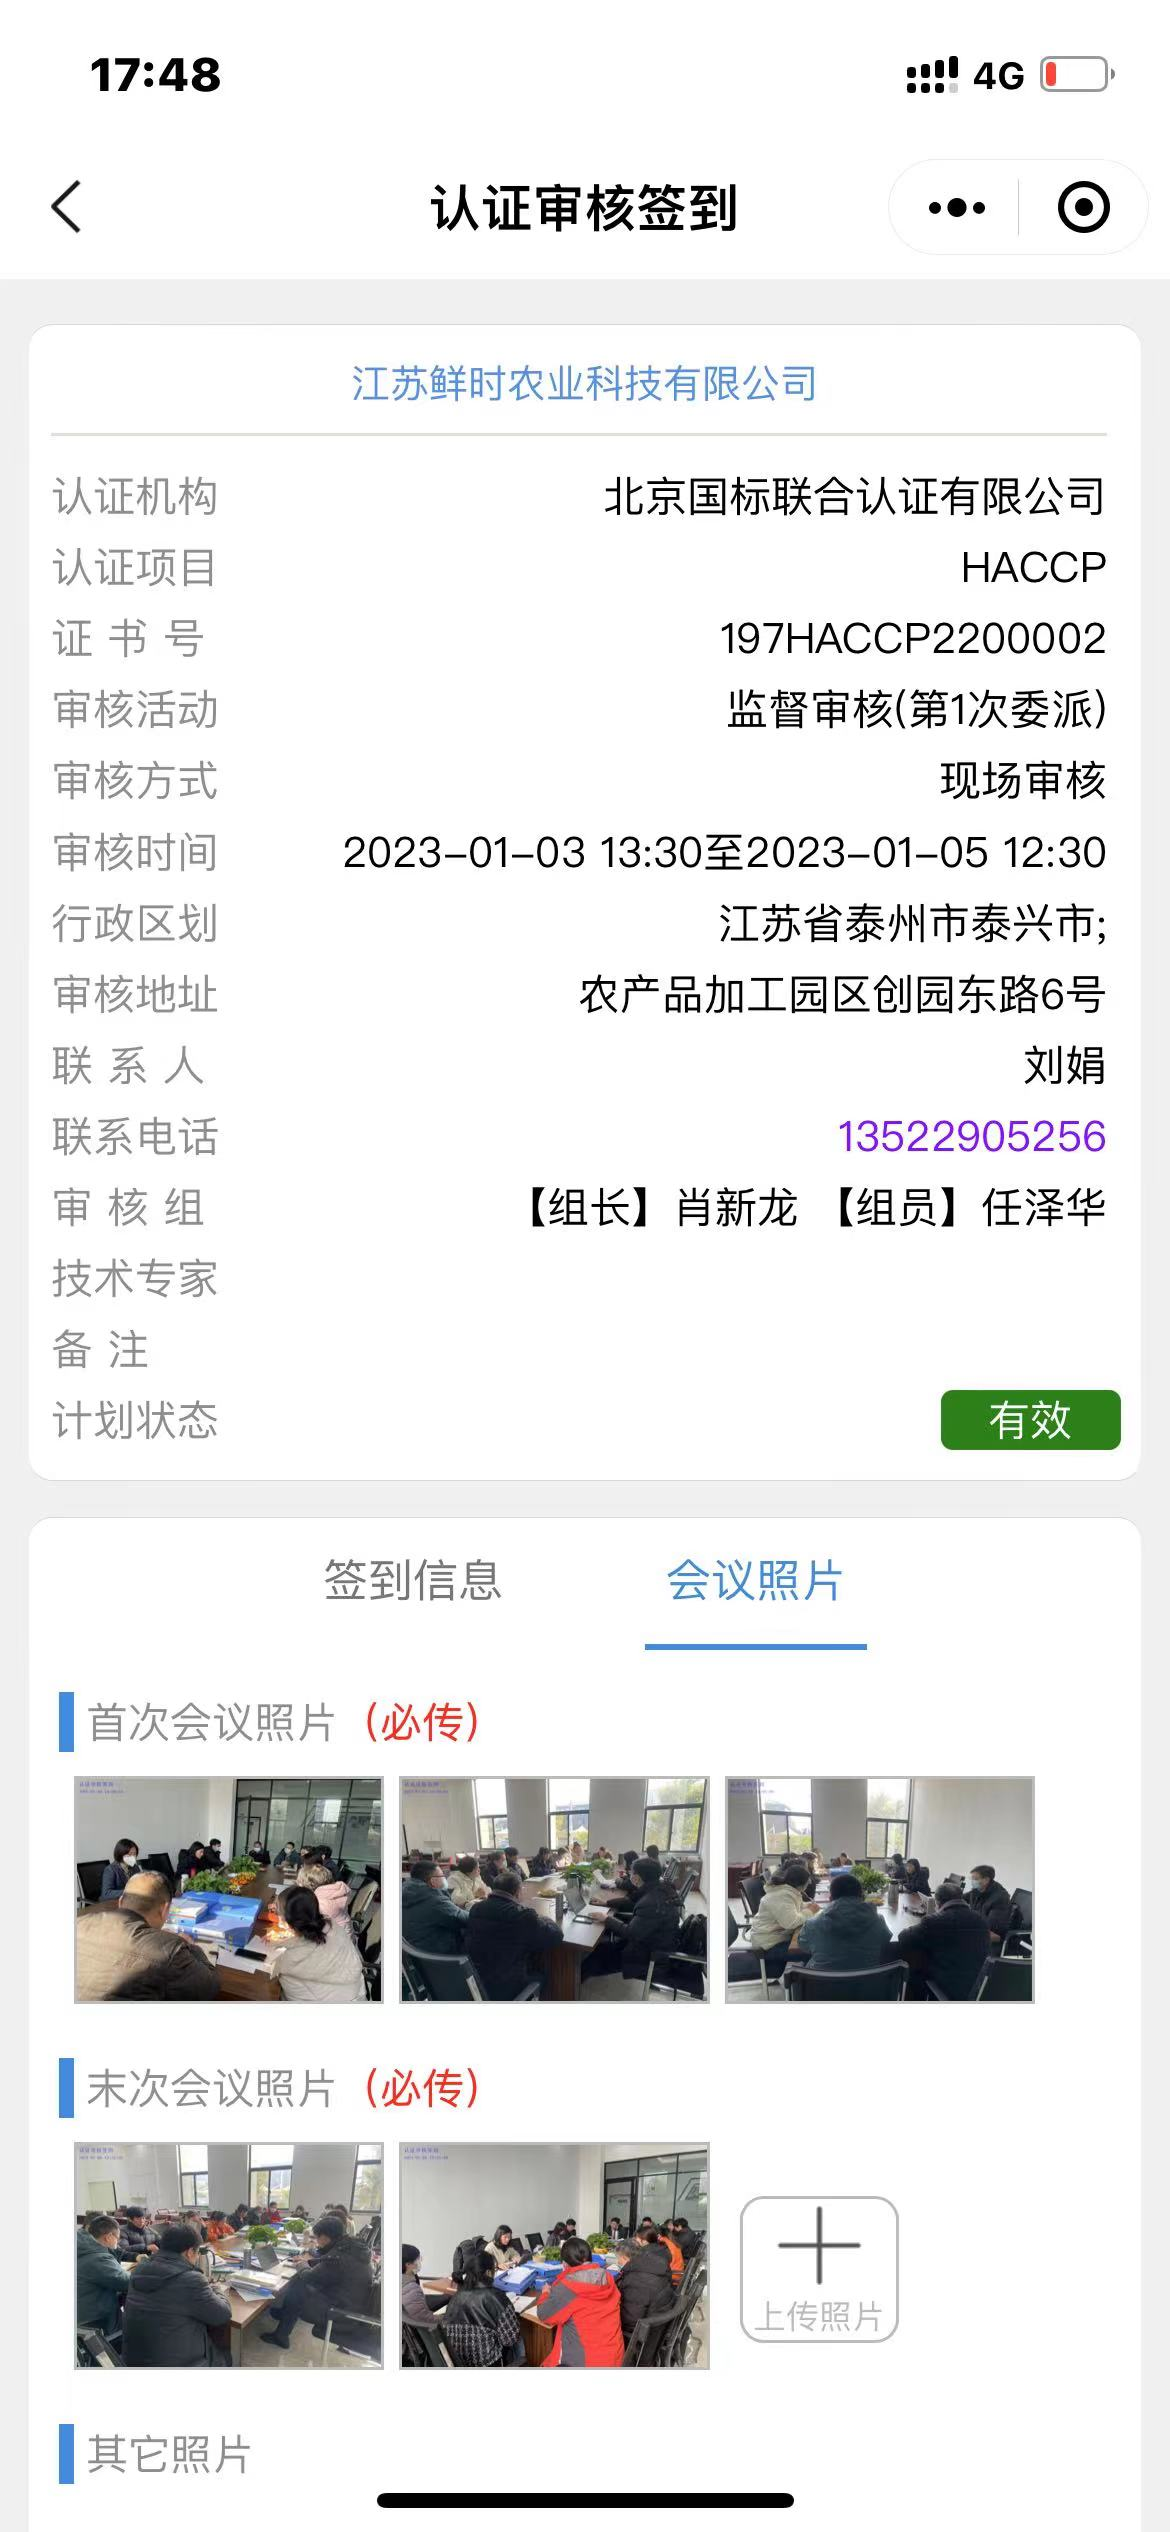 17:48
4G
认证审核签到
江苏鲜时农业科技有限公司
认证机构 北京国标联合认证有限公司
认证项目 HACCP
证书号 197HACCP2200002
审核活动 监督审核(第1次委派)
审核方式 现场审核
审核时间 2023-01-03 13:30至2023-01-05 12:30
行政区划 江苏省泰州市泰兴市;
审核地址 农产品加工园区创园东路6号
联系人 刘娟
联系电话 13522905256
审核组 【组长】肖新龙 【组员】任泽华
技术专家
备注
计划状态 有效
签到信息 会议照片
首次会议照片 (必传)
末次会议照片 (必传)
上传照片
其它照片